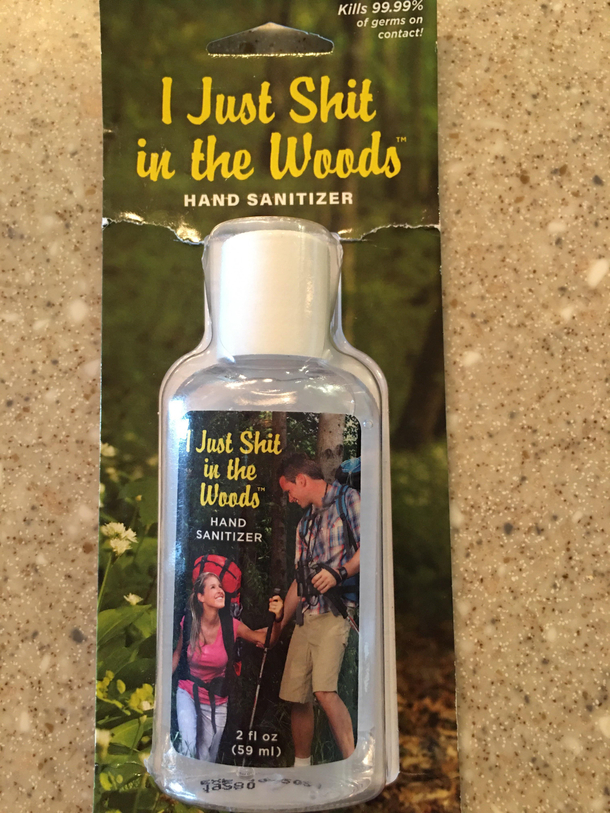 Kills 99.99%
of germs on
contact!
I Just Shit
in the Woods™
HAND SANITIZER
I Just Shit
in the
Woods™
HAND
SANITIZER
2 fl oz
(59 ml)